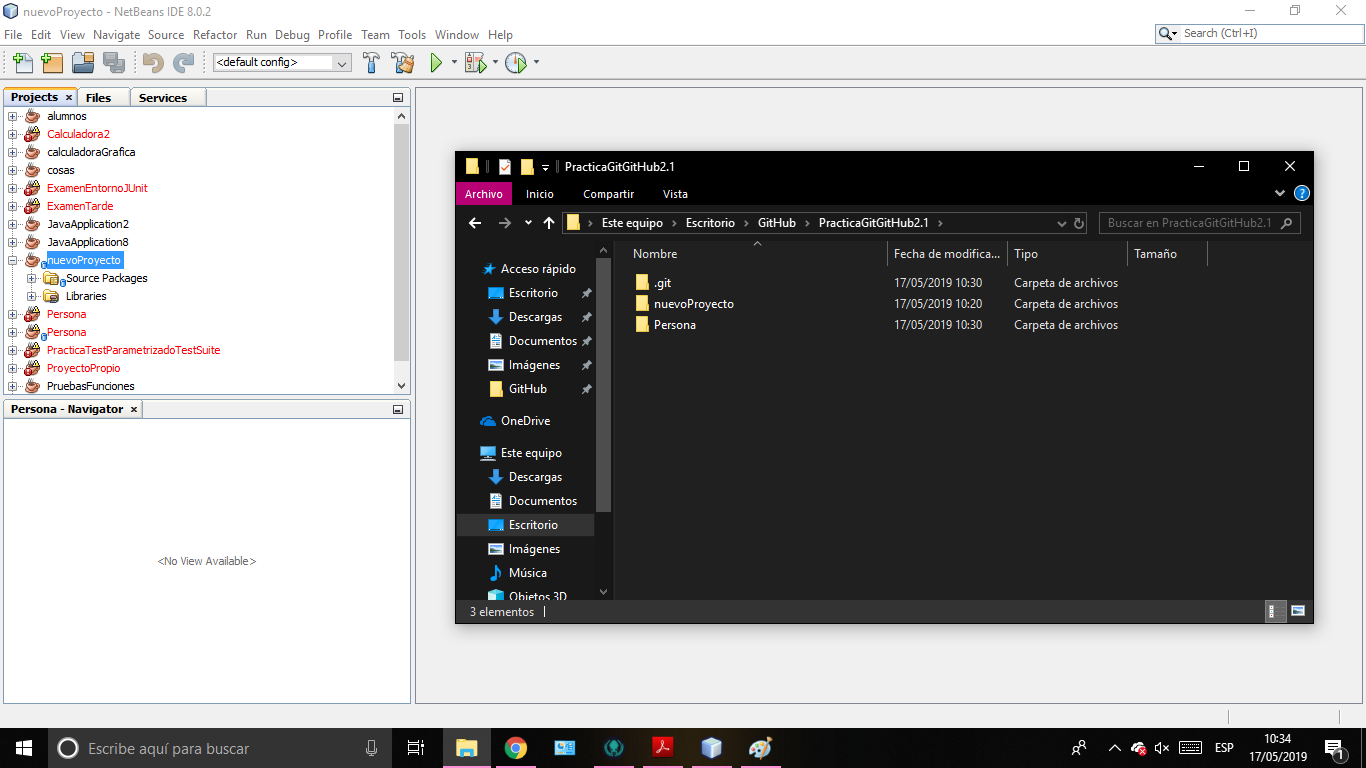 nuevoProyecto - NetBeans IDE 8.0.2
File Edit View Navigate Source Refactor Run Debug Profile Team Tools Window Help
Search (Ctrl+I)
<default config>
Projects Files Services
alumnos
Calculadora2
calculadoraGrafica
cosas
ExamenEntornoJUnit
ExamenTarde
JavaApplication2
JavaApplication8
nuevoProyecto
Source Packages
Libraries
Persona
Persona
PracticaTestParametrizadoTestSuite
ProyectoPropio
PruebasFunciones
Persona - Navigator
<No View Available>
PracticaGitGitHub2.1
Archivo Inicio Compartir Vista
Este equipo Escritorio GitHub PracticaGitGitHub2.1
Buscar en PracticaGitGitHub2.1
Nombre Fecha de modifica... Tipo Tamaño
.git 17/05/2019 10:30 Carpeta de archivos
nuevoProyecto 17/05/2019 10:20 Carpeta de archivos
Persona 17/05/2019 10:30 Carpeta de archivos
Acceso rápido
Escritorio
Descargas
Documentos
Imágenes
GitHub
OneDrive
Este equipo
Descargas
Documentos
Escritorio
Imágenes
Música
Objetos 3D
3 elementos
Escribe aquí para buscar
ESP
10:34
17/05/2019
1